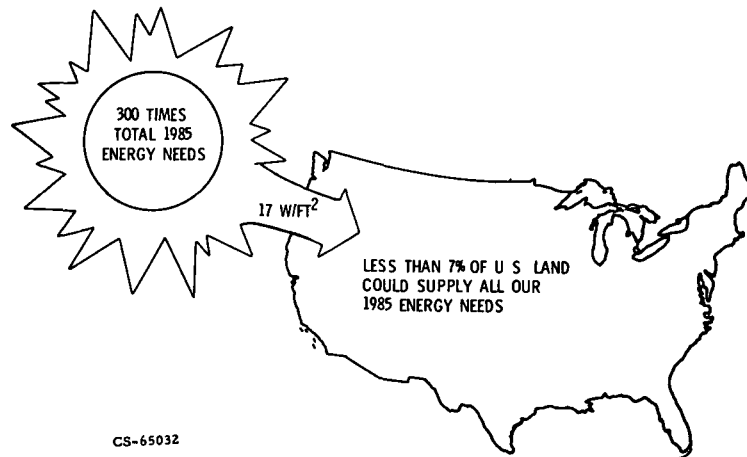 300 TIMES
TOTAL 1985
ENERGY NEEDS
17 W/FT²
LESS THAN 7% OF U S LAND
COULD SUPPLY ALL OUR
1985 ENERGY NEEDS
CS-65032